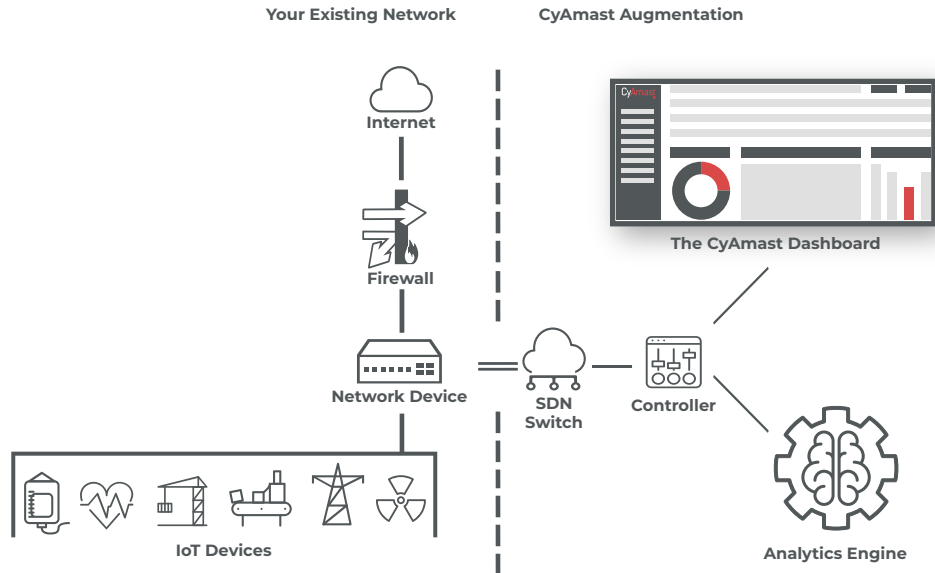 Your Existing Network
CyAmast Augmentation
Internet
CyAmast
The CyAmast Dashboard
Firewall
Network Device
SDN
Switch
Controller
IoT Devices
Analytics Engine